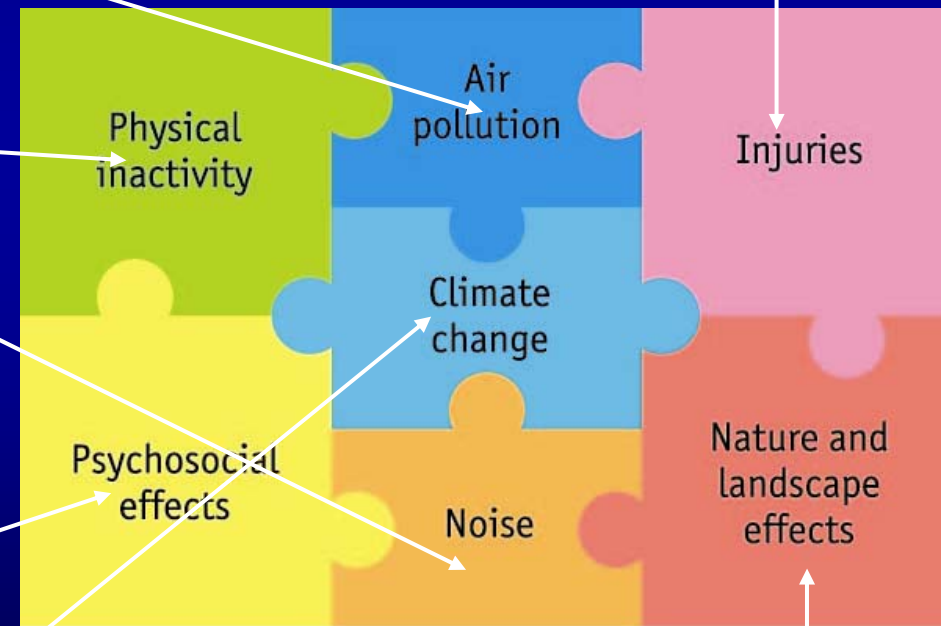 Physical
inactivity
Air
pollution
Injuries
Climate
change
Psychosocial
effects
Noise
Nature and
landscape
effects